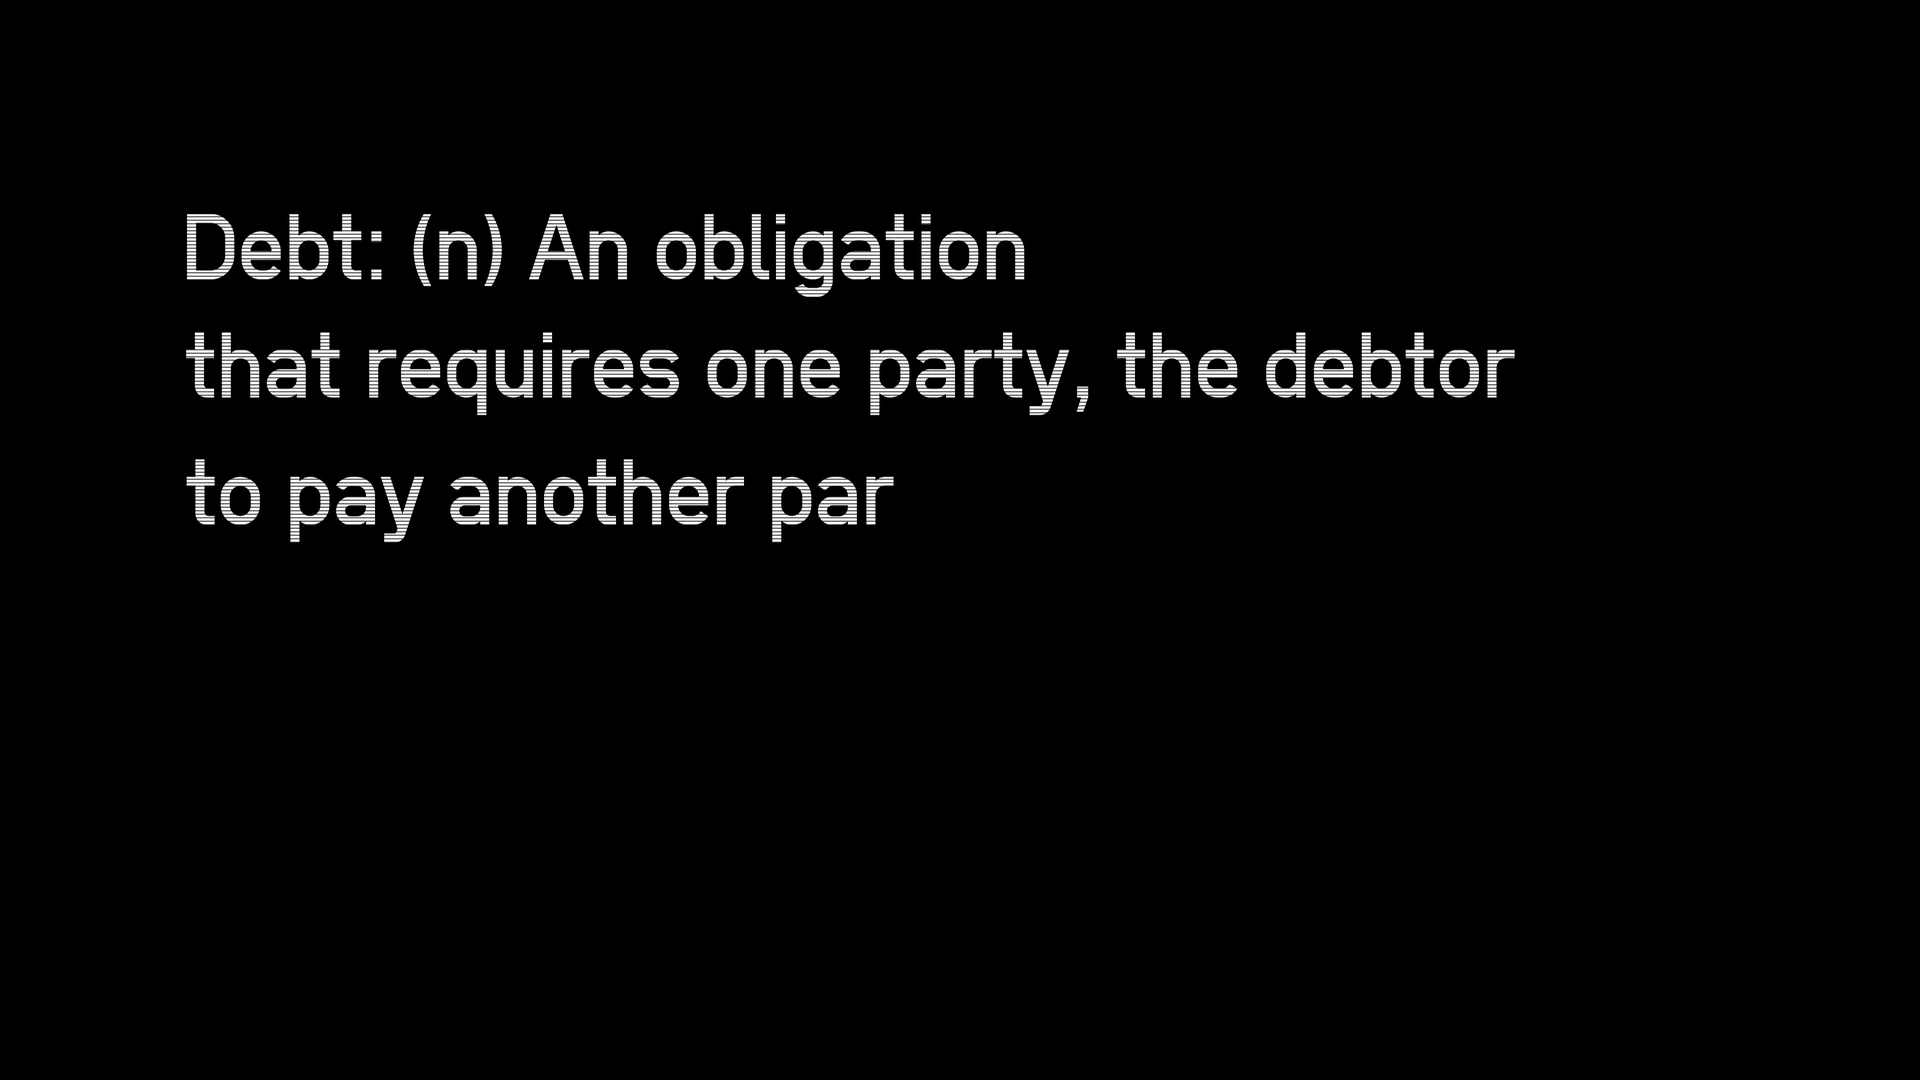 Debt: (n) An obligation
that requires one party, the debtor
to pay another par